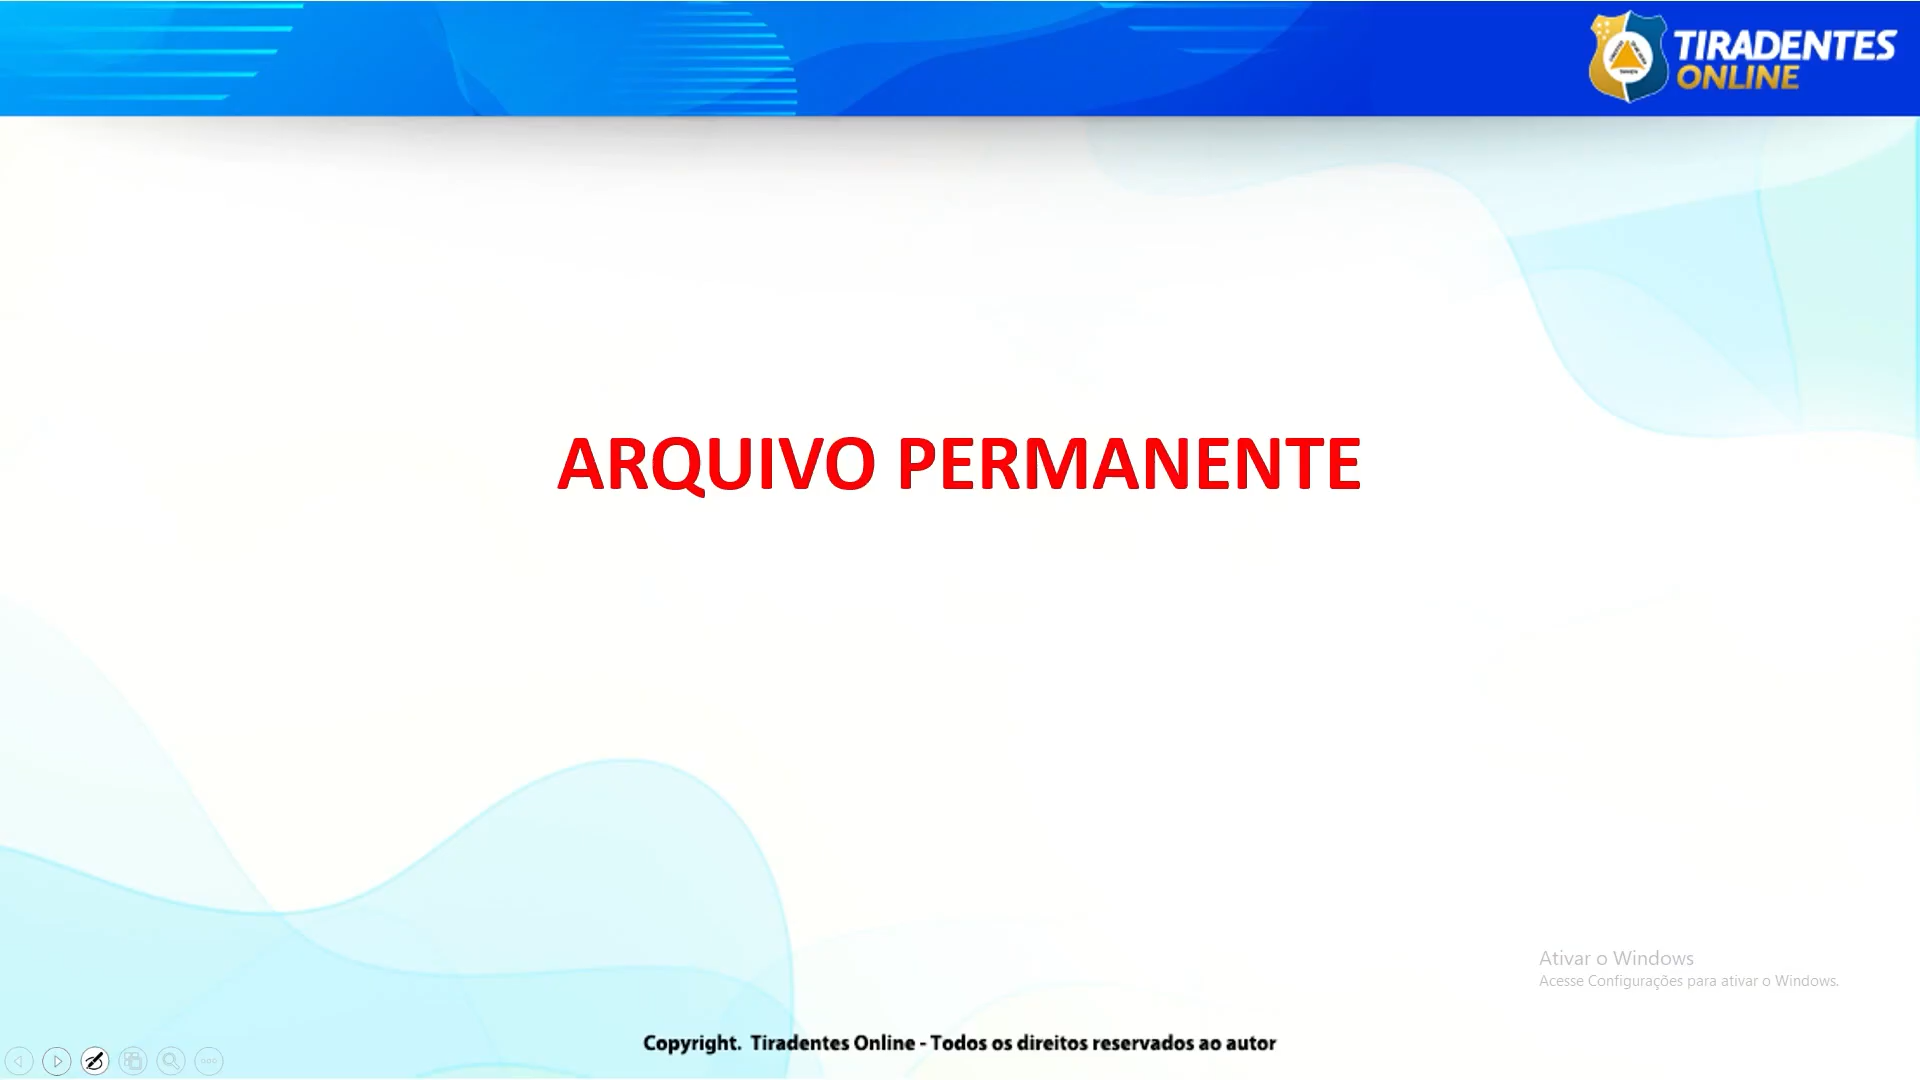 TIRADENTES
ONLINE
ARQUIVO PERMANENTE
Ativar o Windows
Acesse Configurações para ativar o Windows.
Copyright. Tiradentes Online - Todos os direitos reservados ao autor